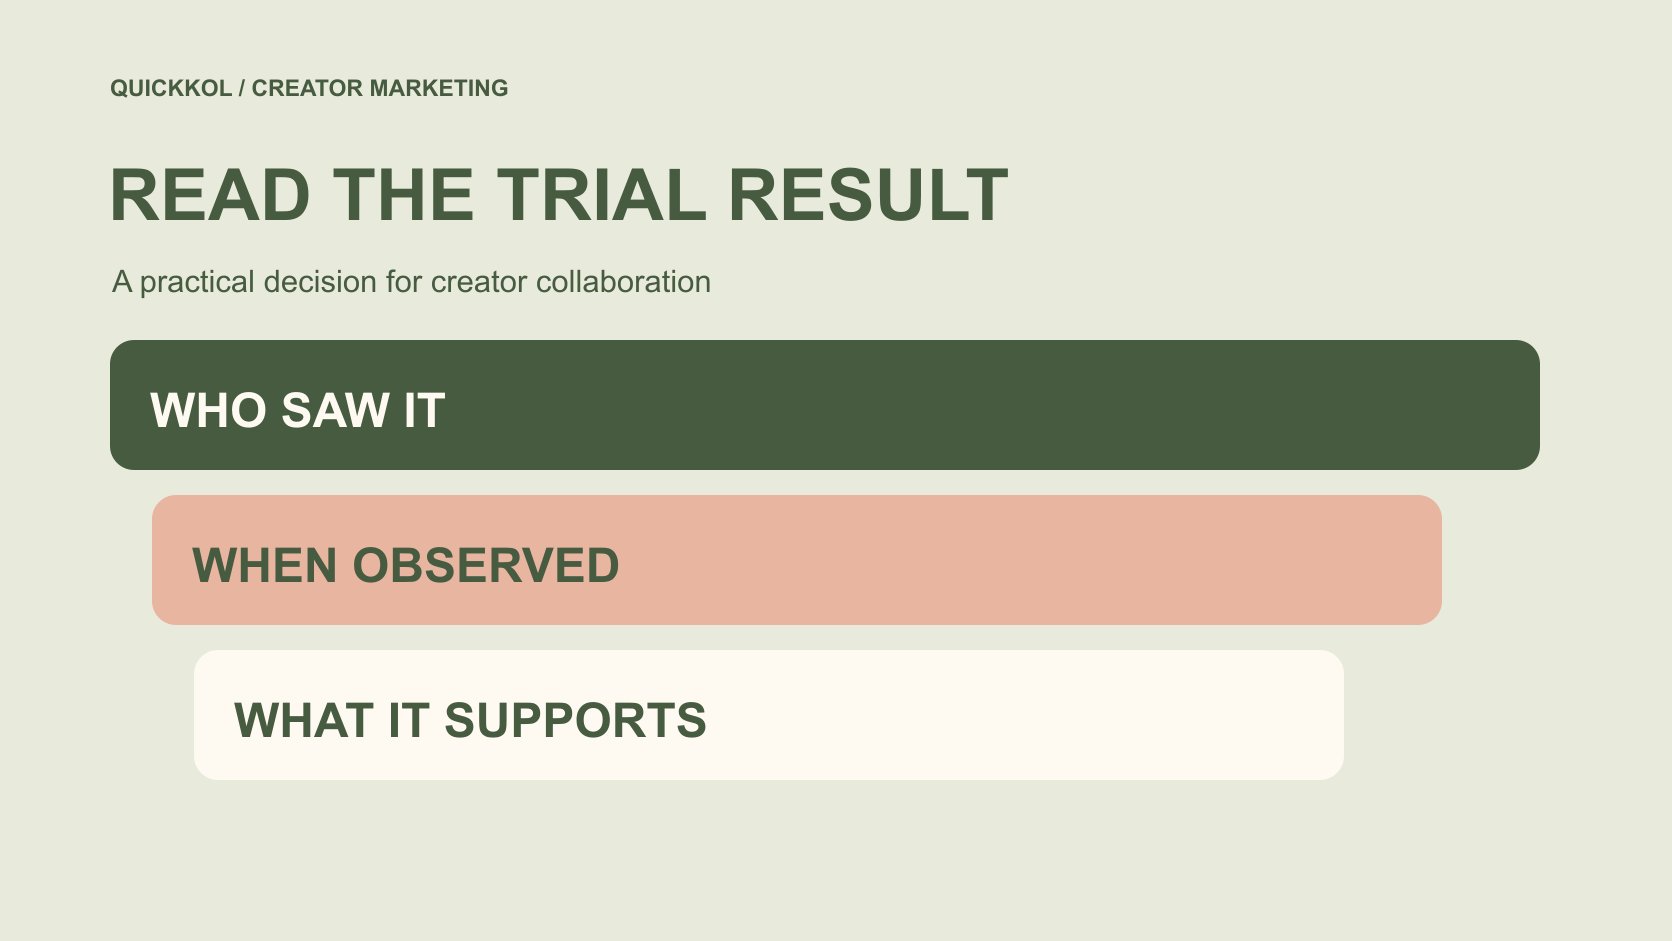 QUICKKOL / CREATOR MARKETING
READ THE TRIAL RESULT
A practical decision for creator collaboration
WHO SAW IT
WHEN OBSERVED
WHAT IT SUPPORTS